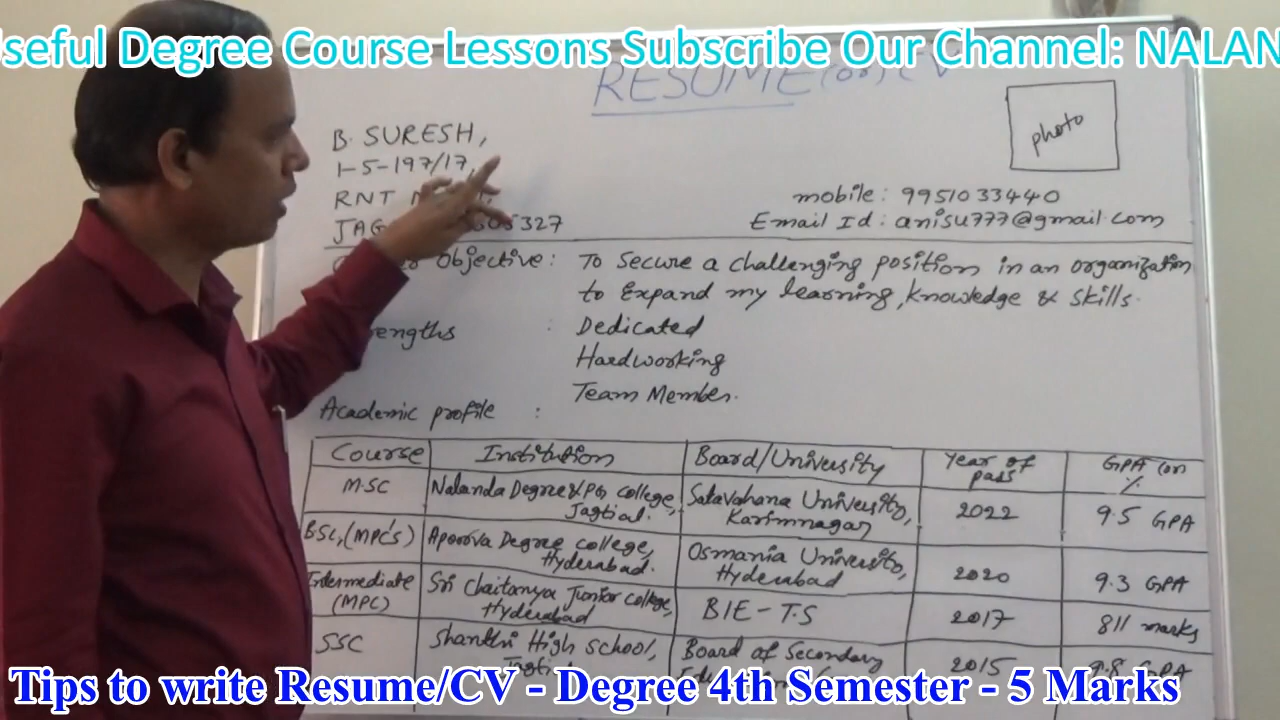 Useful Degree Course Lessons Subscribe Our Channel: NALAN
RESUME (or) CV
photo
B. SURESH,
1-5-197/17,
RNT
JAG 327
mobile: 9951033440
Email Id: anisu777@gmail.com
Objective: To Secure a challenging position in an organization
to Expand my learning, knowledge & skills.
engths : Dedicated
Hardworking
Team Member.
Academic profile :
Course Institution Board/University Year of pass GPA (or) %
M.SC Nalanda Degree & PG college, Jagtial. Satavahana University, Karimnagar 2022 9.5 GPA
BSC,(MPC's) Apoorva Degree college, Hyderabad. Osmania University, Hyderabad 2020 9.3 GPA
Intermediate (MPC) Sri Chaitanya Junior college, Hyderabad BIE-T.S 2017 811 marks
SSC Shanthi High School, Board of Secondary 2015 9.8 GPA
Tips to write Resume/CV - Degree 4th Semester - 5 Marks